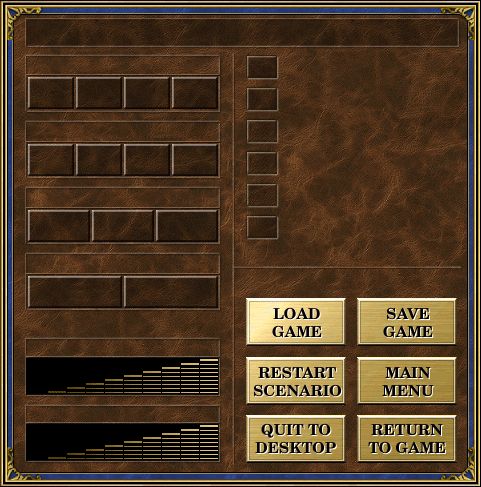 LOAD
GAME
SAVE
GAME
RESTART
SCENARIO
MAIN
MENU
QUIT TO
DESKTOP
RETURN
TO GAME